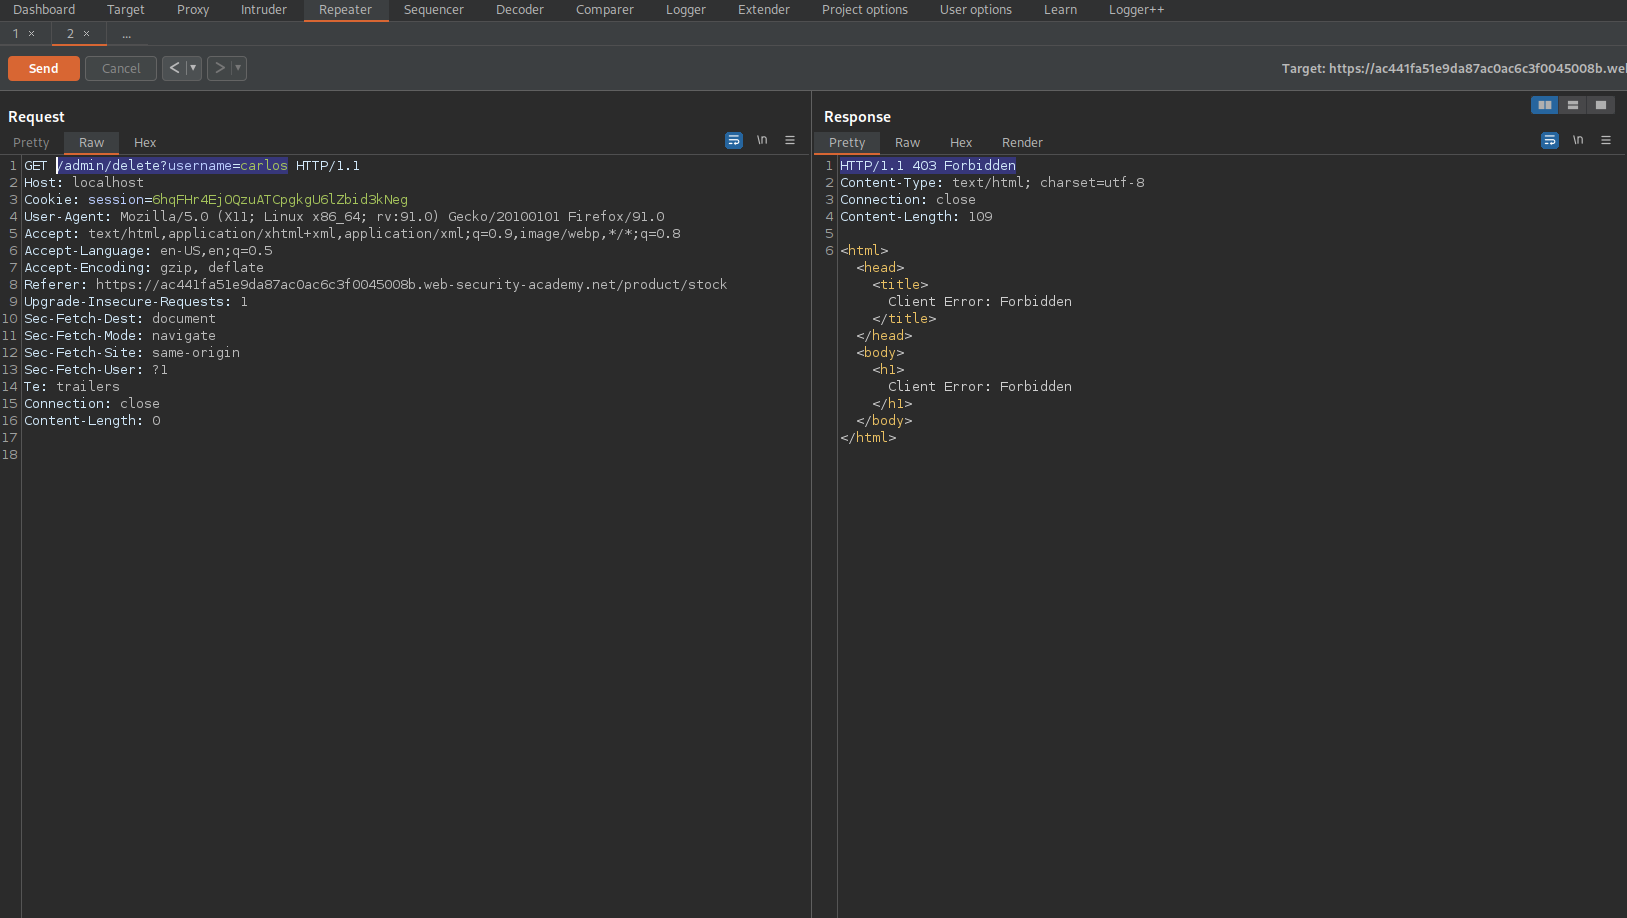 Dashboard Target Proxy Intruder Repeater Sequencer Decoder Comparer Logger Extender Project options User options Learn Logger++
1 × 2 × ...
Send Cancel < ▾ > ▾ Target: https://ac441fa51e9da87ac0ac6c3f0045008b.we
Request
Pretty Raw Hex \n
1 GET /admin/delete?username=carlos HTTP/1.1
2 Host: localhost
3 Cookie: session=6hqFHr4EjOQzuATCpgkgU6lZbid3kNeg
4 User-Agent: Mozilla/5.0 (X11; Linux x86_64; rv:91.0) Gecko/20100101 Firefox/91.0
5 Accept: text/html,application/xhtml+xml,application/xml;q=0.9,image/webp,*/*;q=0.8
6 Accept-Language: en-US,en;q=0.5
7 Accept-Encoding: gzip, deflate
8 Referer: https://ac441fa51e9da87ac0ac6c3f0045008b.web-security-academy.net/product/stock
9 Upgrade-Insecure-Requests: 1
10 Sec-Fetch-Dest: document
11 Sec-Fetch-Mode: navigate
12 Sec-Fetch-Site: same-origin
13 Sec-Fetch-User: ?1
14 Te: trailers
15 Connection: close
16 Content-Length: 0
17
18
Response
Pretty Raw Hex Render \n
1 HTTP/1.1 403 Forbidden
2 Content-Type: text/html; charset=utf-8
3 Connection: close
4 Content-Length: 109
5
6 <html>
<head>
<title>
Client Error: Forbidden
</title>
</head>
<body>
<h1>
Client Error: Forbidden
</h1>
</body>
</html>